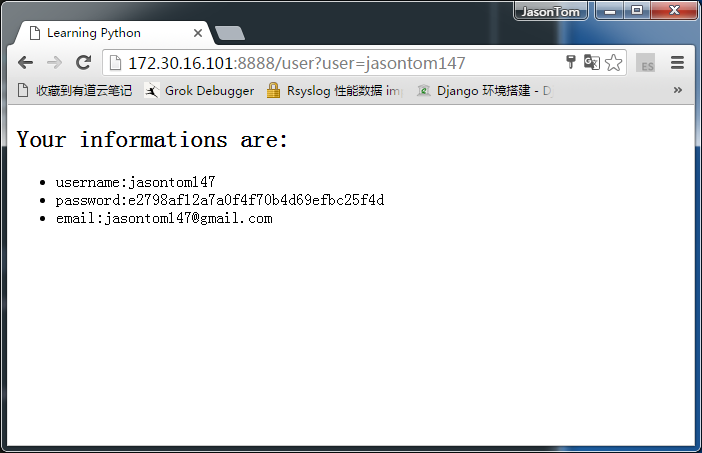 JasonTom
Learning Python
172.30.16.101:8888/user?user=jasontom147
收藏到有道云笔记 Grok Debugger Rsyslog 性能数据 im Django 环境搭建 - D
ES
Your informations are:
username:jasontom147
password:e2798af12a7a0f4f70b4d69efbc25f4d
email:jasontom147@gmail.com